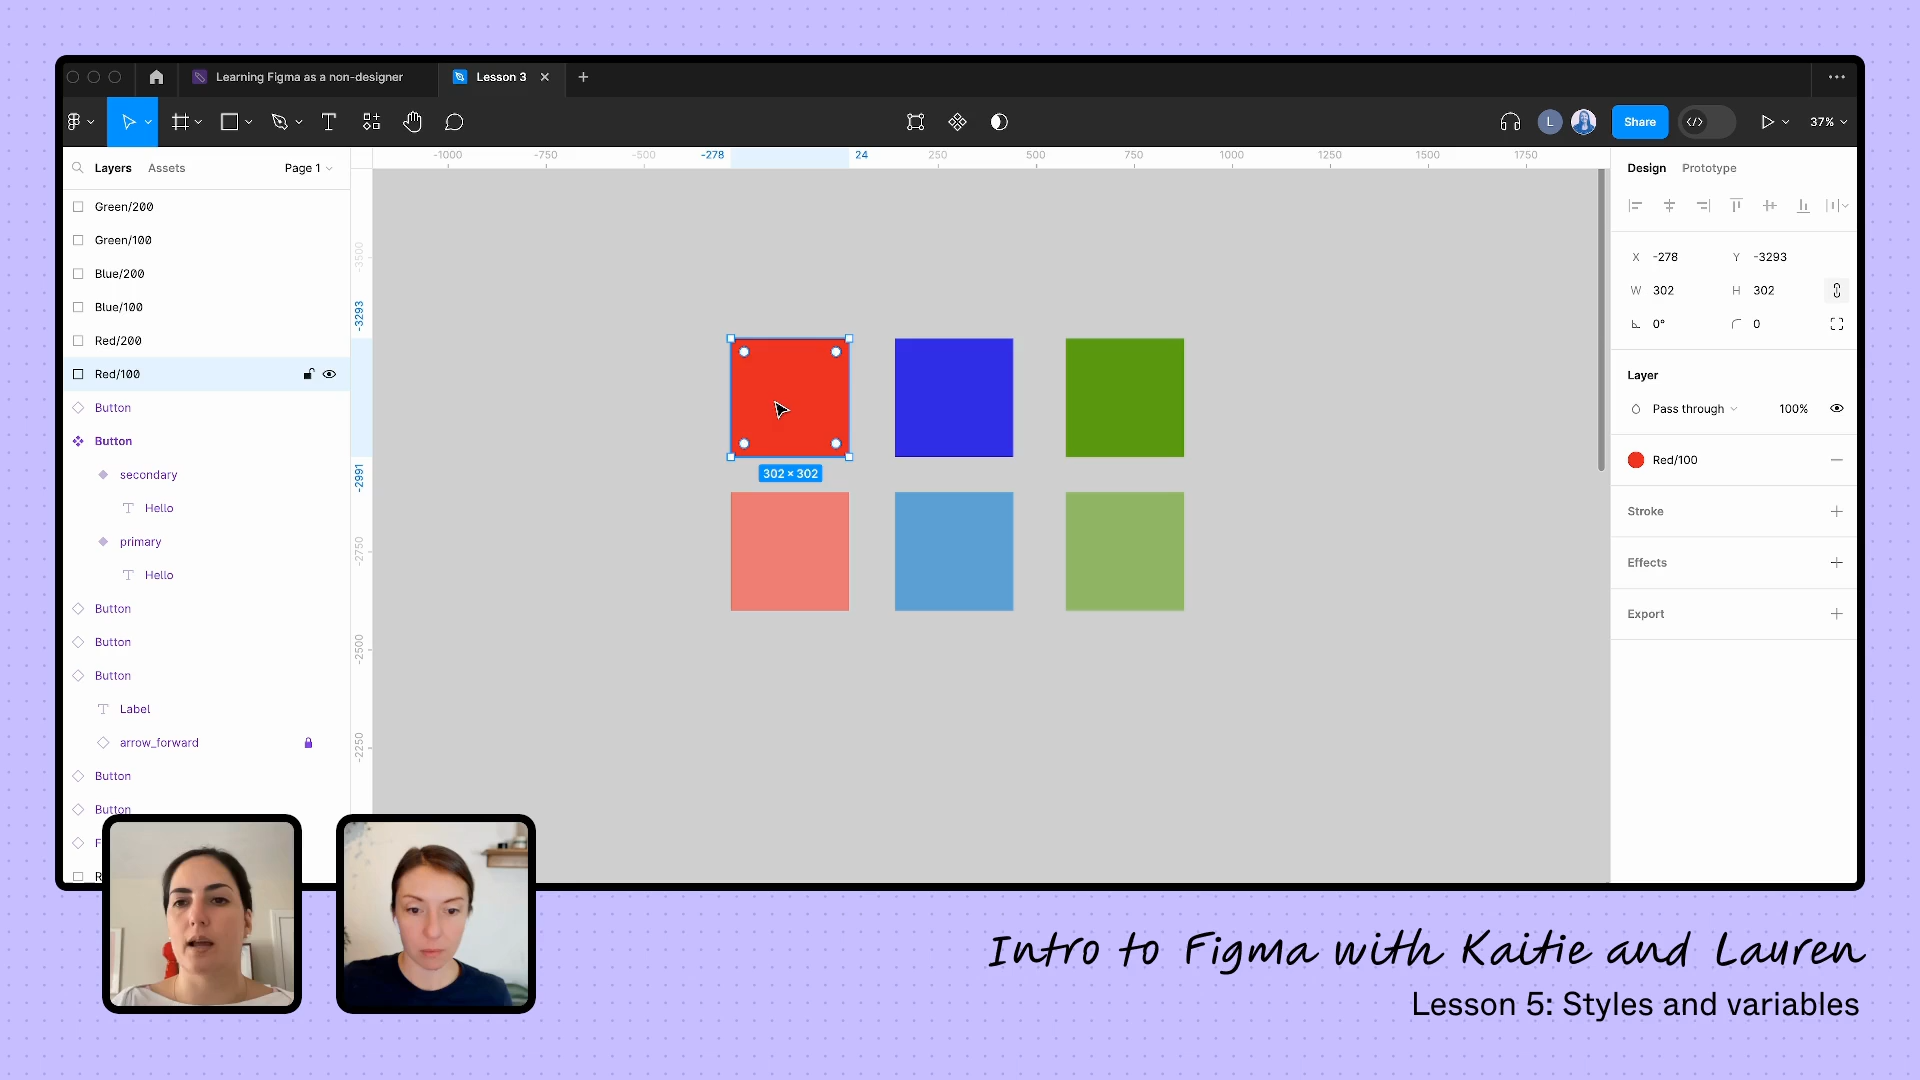 Learning Figma as a non-designer
Lesson 3
L
Share
37%
Layers
Assets
Page 1
-1000
-750
-500
-278
24
250
500
750
1000
1250
1500
1750
Design
Prototype
Green/200
Green/100
Blue/200
Blue/100
Red/200
Red/100
Button
Button
secondary
Hello
primary
Hello
Button
Button
Button
Label
arrow_forward
Button
Button
F
R
-3500
-3293
-2991
-2750
-2500
-2250
302 × 302
X -278
Y -3293
W 302
H 302
0°
0
Layer
Pass through
100%
Red/100
Stroke
Effects
Export
Intro to Figma with Kaitie and Lauren
Lesson 5: Styles and variables